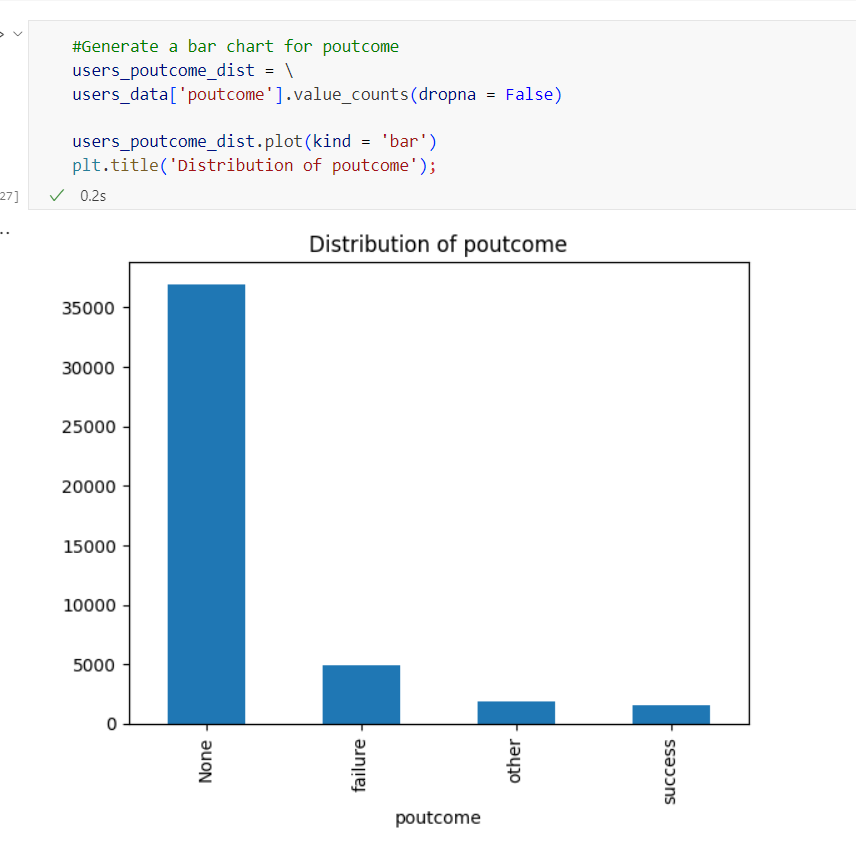 #Generate a bar chart for poutcome
users_poutcome_dist = \
users_data['poutcome'].value_counts(dropna = False)
users_poutcome_dist.plot(kind = 'bar')
plt.title('Distribution of poutcome');
27]
0.2s
..
Distribution of poutcome
35000
30000
25000
20000
15000
10000
5000
0
None
failure
other
success
poutcome